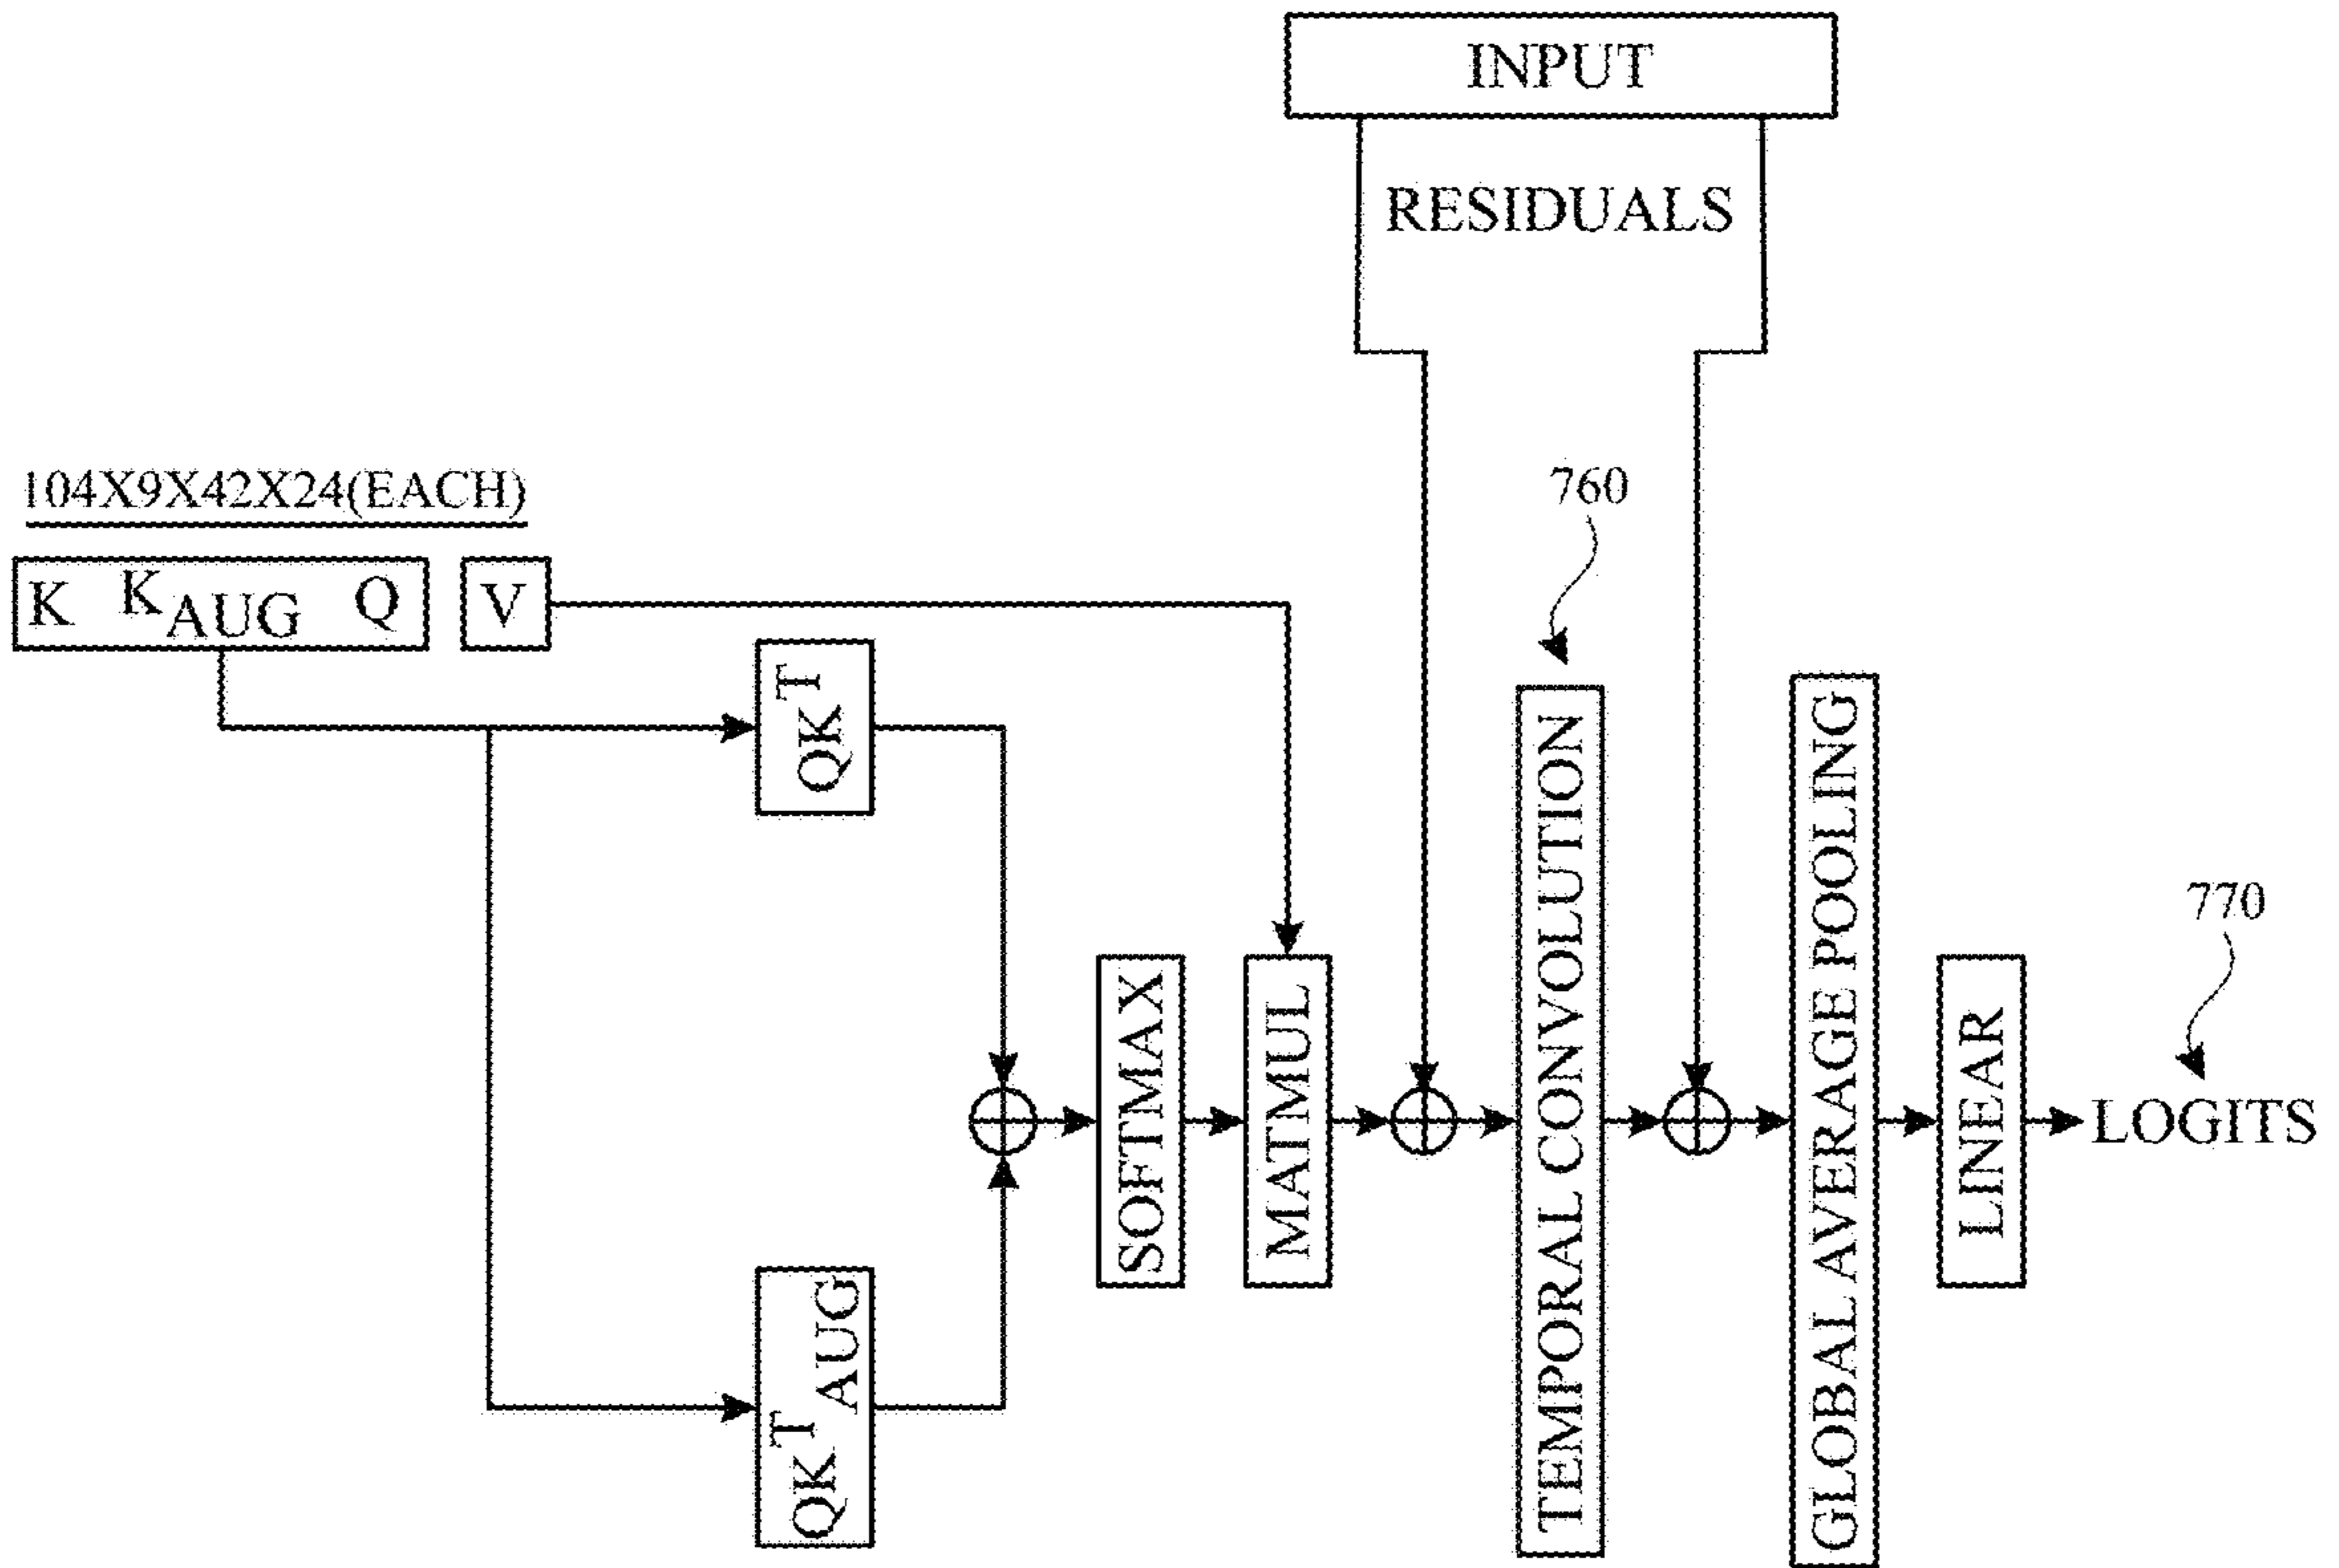 INPUT
RESIDUALS
104X9X42X24(EACH)
K K_AUG Q
V
QK^T
QK^T_AUG
SOFTMAX
MATMUL
760
TEMPORAL CONVOLUTION
GLOBAL AVERAGE POOLING
LINEAR
770
LOGITS